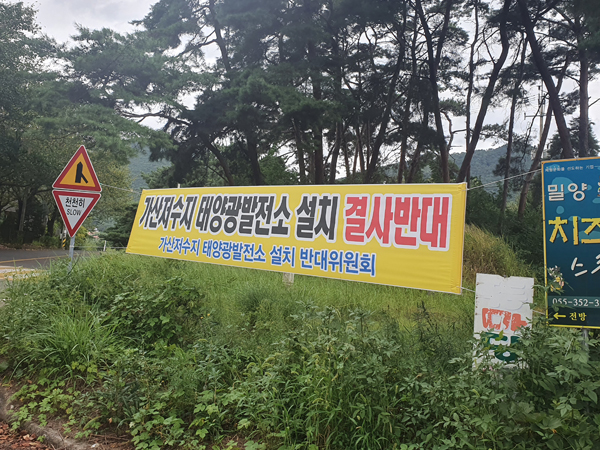 가산저수지 태양광발전소 설치 결사반대
가산저수지 태양광발전소 설치 반대위원회
천천히
SLOW
밀양
치즈
스
055-352-
← 전방